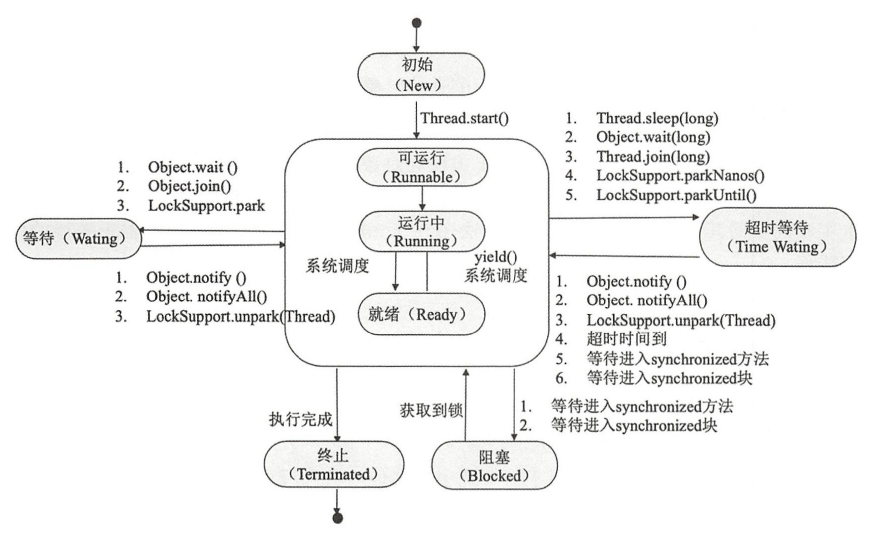 初始
（New）
Thread.start()
1. Thread.sleep(long)
2. Object.wait(long)
3. Thread.join(long)
4. LockSupport.parkNanos()
5. LockSupport.parkUntil()
可运行
（Runnable）
1. Object.wait ()
2. Object.join()
3. LockSupport.park
等待（Wating）
运行中
（Running）
超时等待
（Time Wating）
系统调度
yield()
系统调度
1. Object.notify ()
2. Object. notifyAll()
3. LockSupport.unpark(Thread)
就绪（Ready）
1. Object.notify ()
2. Object. notifyAll()
3. LockSupport.unpark(Thread)
4. 超时时间到
5. 等待进入synchronized方法
6. 等待进入synchronized块
执行完成
获取到锁
1. 等待进入synchronized方法
2. 等待进入synchronized块
终止
（Terminated）
阻塞
（Blocked）